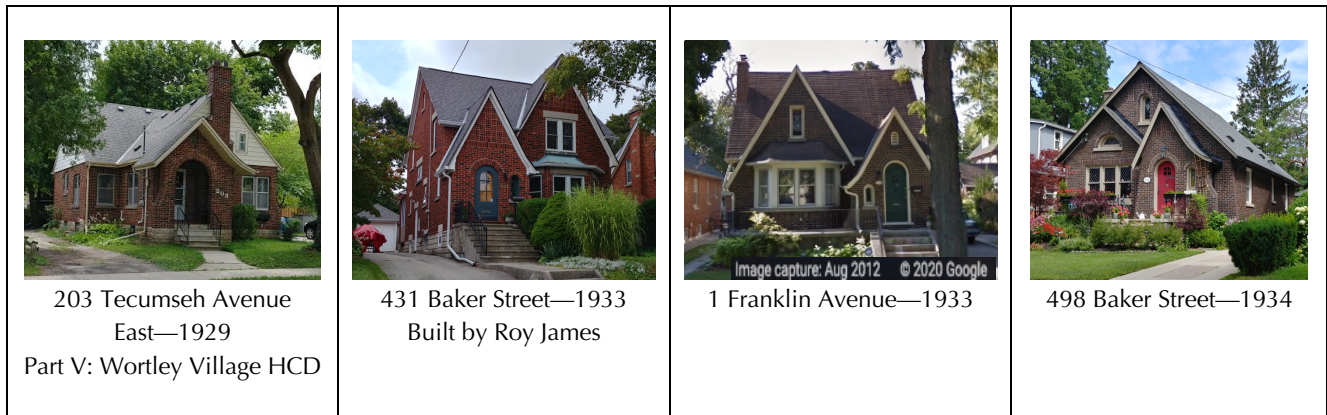 203
Image capture: Aug 2012 © 2020 Google
203 Tecumseh Avenue
East—1929
Part V: Wortley Village HCD
431 Baker Street—1933
Built by Roy James
1 Franklin Avenue—1933
498 Baker Street—1934